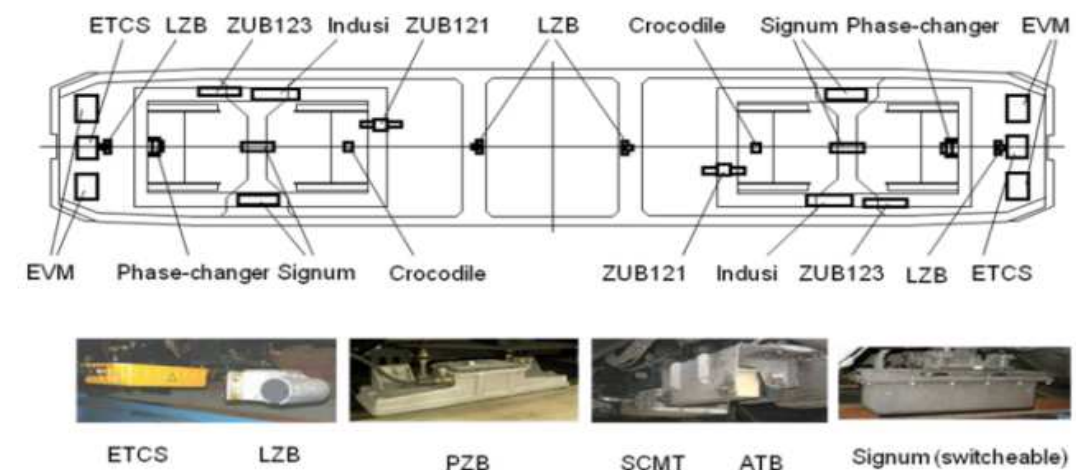 ETCS LZB ZUB123 Indusi ZUB121 LZB Crocodile Signum Phase-changer EVM
EVM Phase-changer Signum Crocodile ZUB121 Indusi ZUB123 LZB ETCS
ETCS LZB PZB SCMT ATB Signum (switcheable)